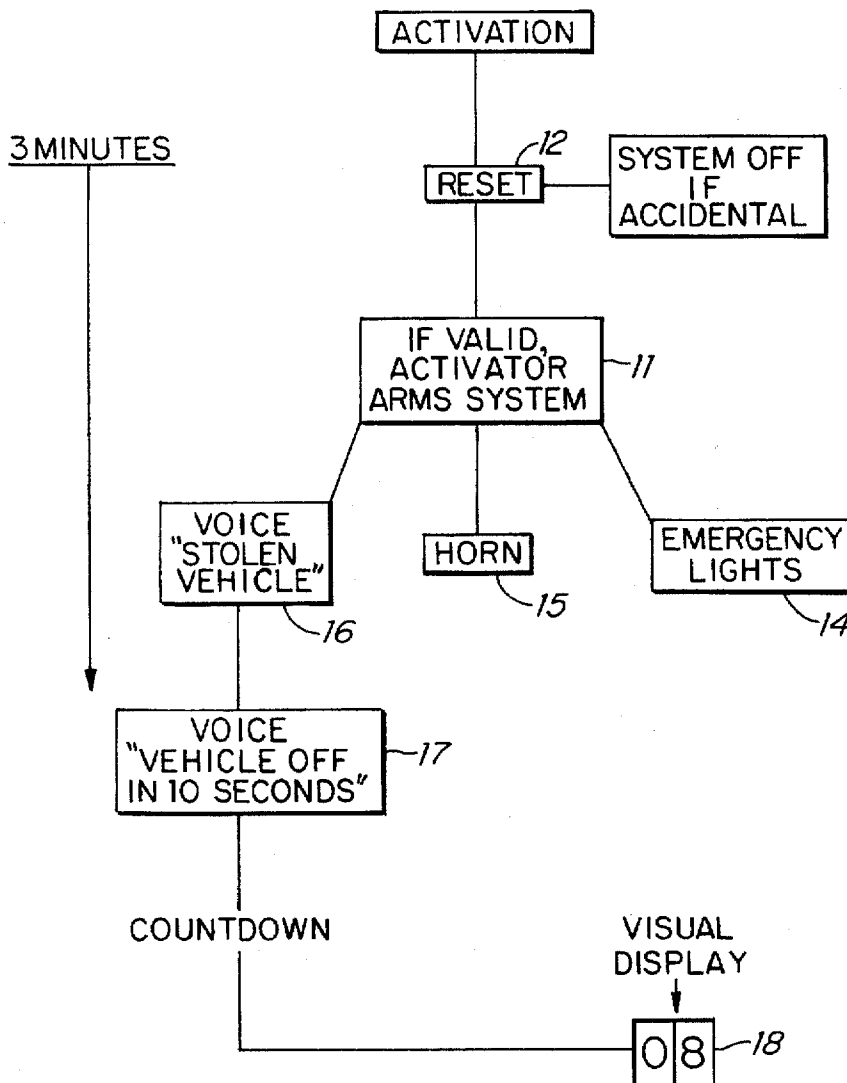 ACTIVATION
3 MINUTES
12
RESET
SYSTEM OFF
IF
ACCIDENTAL
IF VALID,
ACTIVATOR
ARMS SYSTEM
11
VOICE
"STOLEN
VEHICLE"
16
HORN
15
EMERGENCY
LIGHTS
14
VOICE
"VEHICLE OFF
IN 10 SECONDS"
17
COUNTDOWN
VISUAL
DISPLAY
08
18